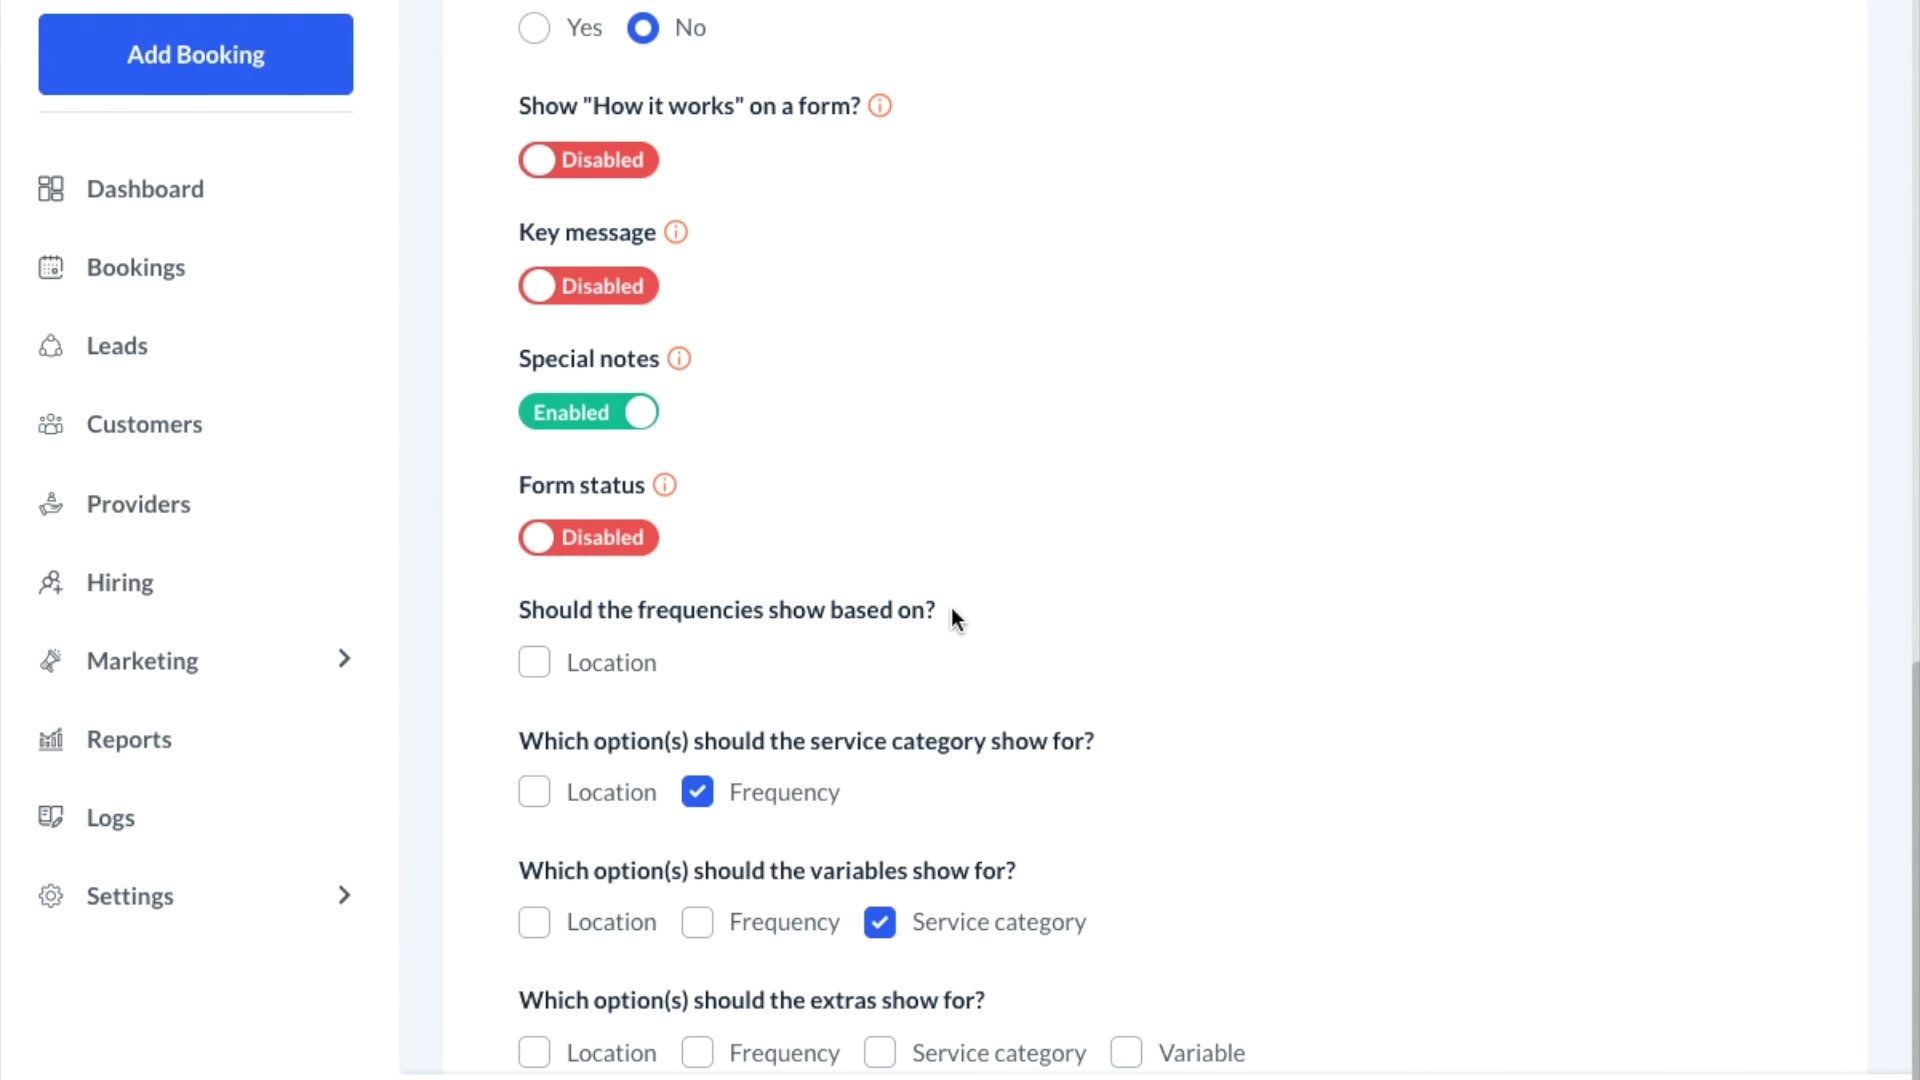 Add Booking
Dashboard
Bookings
Leads
Customers
Providers
Hiring
Marketing
Reports
Logs
Settings
Yes No
Show "How it works" on a form?
Disabled
Key message
Disabled
Special notes
Enabled
Form status
Disabled
Should the frequencies show based on?
Location
Which option(s) should the service category show for?
Location Frequency
Which option(s) should the variables show for?
Location Frequency Service category
Which option(s) should the extras show for?
Location Frequency Service category Variable